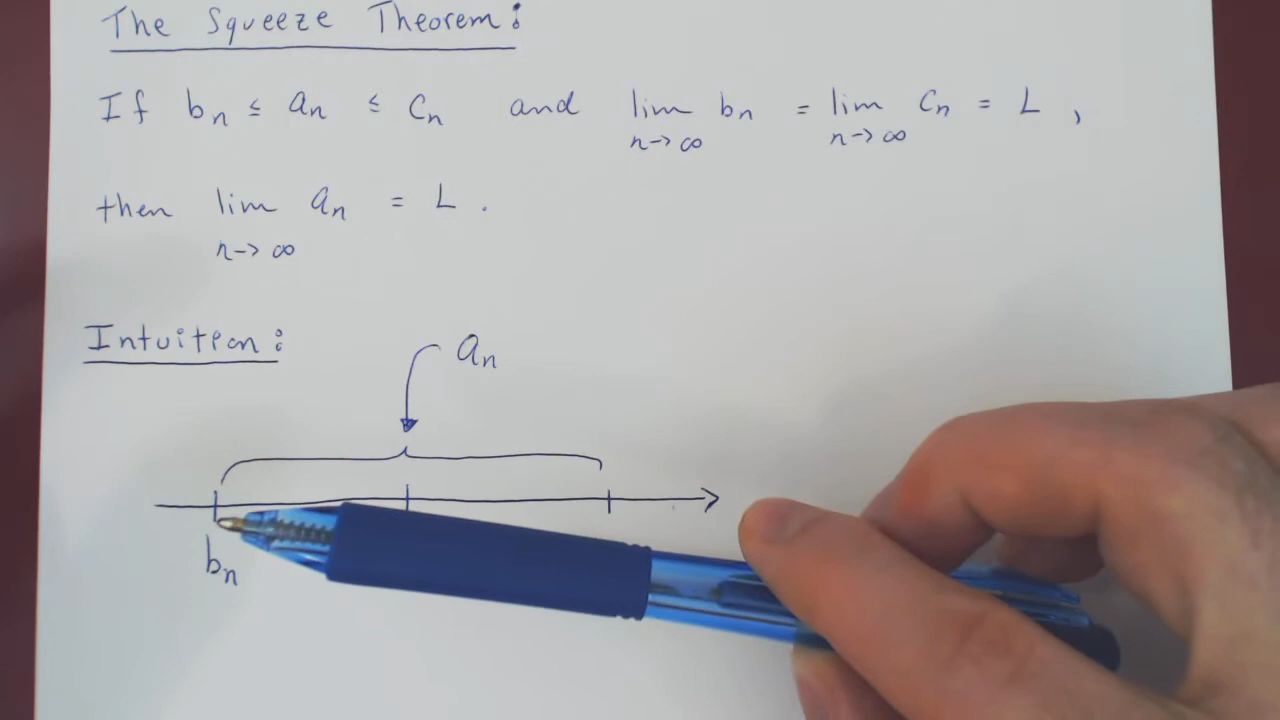 The Squeeze Theorem:
If bn ≤ an ≤ cn and lim bn = lim cn = L ,
n→∞ n→∞
then lim an = L .
n→∞
Intuition:
an
bn